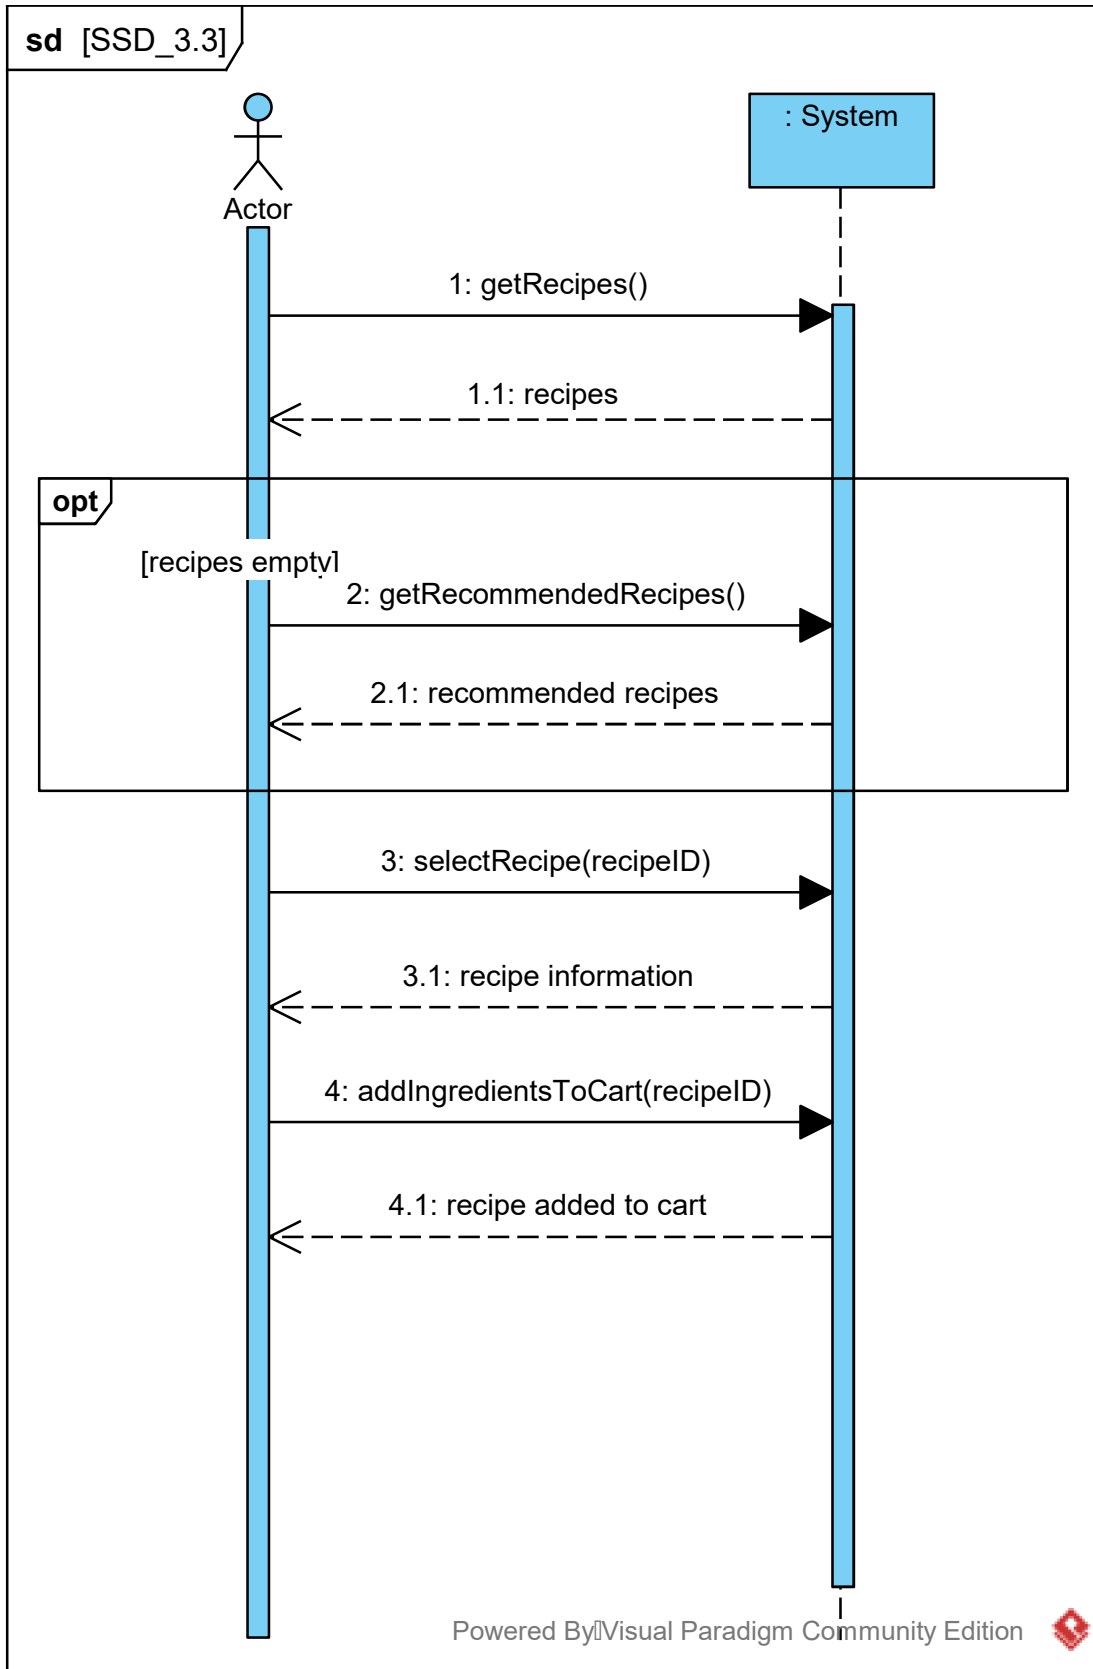 sd [SSD_3.3]
: System
Actor
1: getRecipes()
1.1: recipes
opt
[recipes empty]
2: getRecommendedRecipes()
2.1: recommended recipes
3: selectRecipe(recipeID)
3.1: recipe information
4: addIngredientsToCart(recipeID)
4.1: recipe added to cart
Powered By Visual Paradigm Community Edition